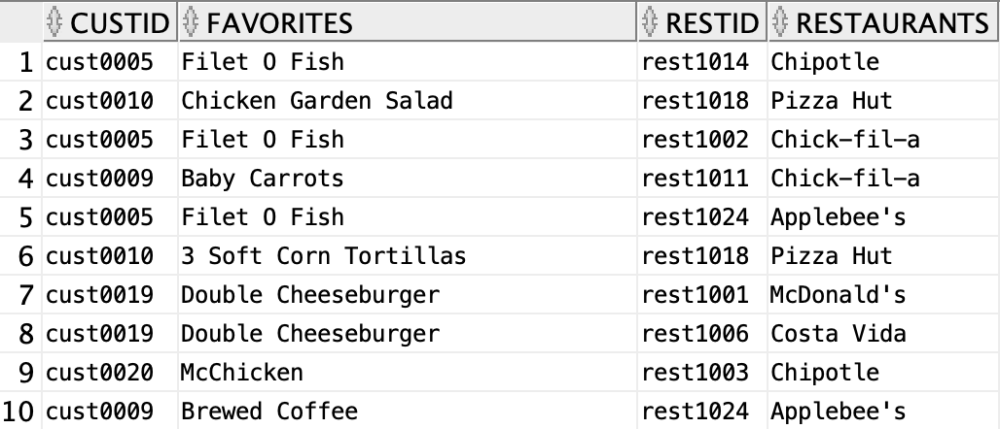 CUSTID FAVORITES RESTID RESTAURANTS
1 cust0005 Filet O Fish rest1014 Chipotle
2 cust0010 Chicken Garden Salad rest1018 Pizza Hut
3 cust0005 Filet O Fish rest1002 Chick-fil-a
4 cust0009 Baby Carrots rest1011 Chick-fil-a
5 cust0005 Filet O Fish rest1024 Applebee's
6 cust0010 3 Soft Corn Tortillas rest1018 Pizza Hut
7 cust0019 Double Cheeseburger rest1001 McDonald's
8 cust0019 Double Cheeseburger rest1006 Costa Vida
9 cust0020 McChicken rest1003 Chipotle
10 cust0009 Brewed Coffee rest1024 Applebee's